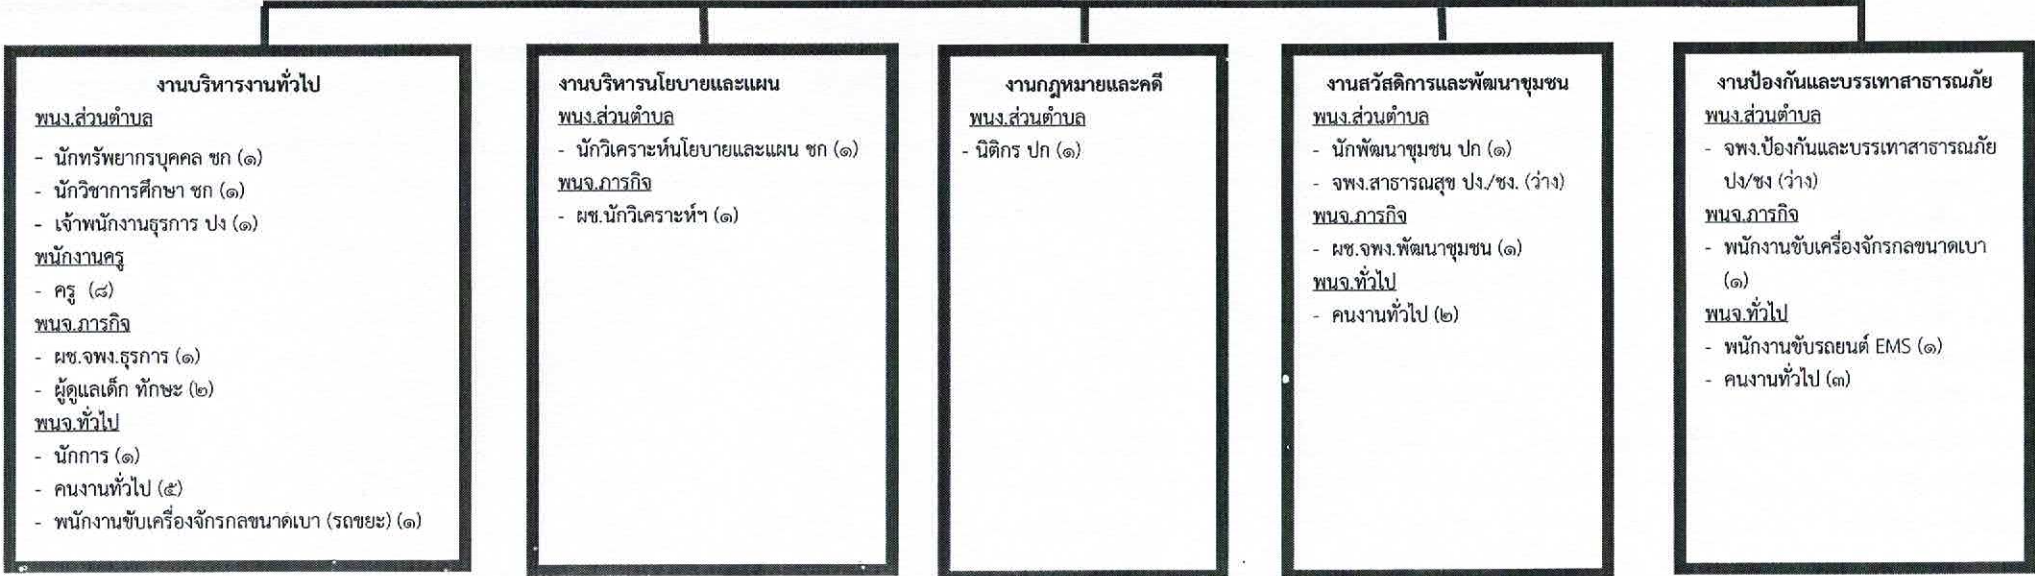 งานบริหารงานทั่วไป
พนง.ส่วนตำบล
- นักทรัพยากรบุคคล ชก (๑)
- นักวิชาการศึกษา ชก (๑)
- เจ้าพนักงานธุรการ ปง (๑)
พนักงานครู
- ครู (๘)
พนจ.ภารกิจ
- ผช.จพง.ธุรการ (๑)
- ผู้ดูแลเด็ก ทักษะ (๒)
พนจ.ทั่วไป
- นักการ (๑)
- คนงานทั่วไป (๕)
- พนักงานขับเครื่องจักรกลขนาดเบา (รถขยะ) (๑)
งานบริหารนโยบายและแผน
พนง.ส่วนตำบล
- นักวิเคราะห์นโยบายและแผน ชก (๑)
พนจ.ภารกิจ
- ผช.นักวิเคราะห์ฯ (๑)
งานกฎหมายและคดี
พนง.ส่วนตำบล
- นิติกร ปก (๑)
งานสวัสดิการและพัฒนาชุมชน
พนง.ส่วนตำบล
- นักพัฒนาชุมชน ปก (๑)
- จพง.สาธารณสุข ปง./ชง. (ว่าง)
พนจ.ภารกิจ
- ผช.จพง.พัฒนาชุมชน (๑)
พนจ.ทั่วไป
- คนงานทั่วไป (๒)
งานป้องกันและบรรเทาสาธารณภัย
พนง.ส่วนตำบล
- จพง.ป้องกันและบรรเทาสาธารณภัย
ปง/ชง (ว่าง)
พนจ.ภารกิจ
- พนักงานขับเครื่องจักรกลขนาดเบา
(๑)
พนจ.ทั่วไป
- พนักงานขับรถยนต์ EMS (๑)
- คนงานทั่วไป (๓)